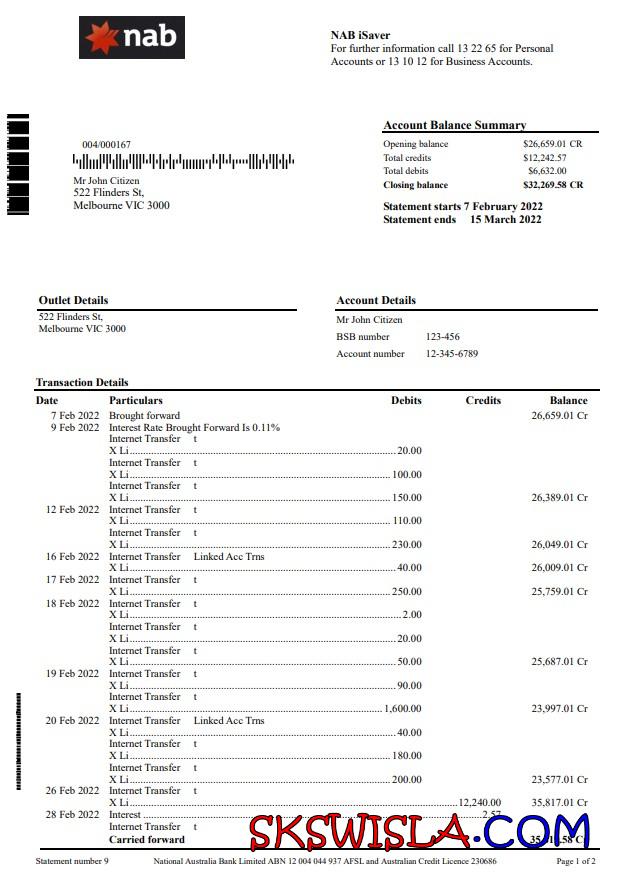 nab
NAB iSaver
For further information call 13 22 65 for Personal
Accounts or 13 10 12 for Business Accounts.
Account Balance Summary
Opening balance $26,659.01 CR
Total credits $12,242.57
Total debits $6,632.00
Closing balance $32,269.58 CR
Statement starts 7 February 2022
Statement ends 15 March 2022
004/000167
Mr John Citizen
522 Flinders St,
Melbourne VIC 3000
Outlet Details
522 Flinders St,
Melbourne VIC 3000
Account Details
Mr John Citizen
BSB number 123-456
Account number 12-345-6789
Transaction Details
Date Particulars Debits Credits Balance
7 Feb 2022 Brought forward 26,659.01 Cr
9 Feb 2022 Interest Rate Brought Forward Is 0.11%
Internet Transfer t
X Li 20.00
Internet Transfer t
X Li 100.00
Internet Transfer t
X Li 150.00 26,389.01 Cr
12 Feb 2022 Internet Transfer t
X Li 110.00
Internet Transfer t
X Li 230.00 26,049.01 Cr
16 Feb 2022 Internet Transfer Linked Acc Trns
X Li 40.00 26,009.01 Cr
17 Feb 2022 Internet Transfer t
X Li 250.00 25,759.01 Cr
18 Feb 2022 Internet Transfer t
X Li 2.00
Internet Transfer t
X Li 20.00
Internet Transfer t
X Li 50.00 25,687.01 Cr
19 Feb 2022 Internet Transfer t
X Li 90.00
Internet Transfer t
X Li 1,600.00 23,997.01 Cr
20 Feb 2022 Internet Transfer Linked Acc Trns
X Li 40.00
Internet Transfer t
X Li 180.00
Internet Transfer t
X Li 200.00 23,577.01 Cr
26 Feb 2022 Internet Transfer t
X Li 12,240.00 35,817.01 Cr
28 Feb 2022 Interest 2.57
Internet Transfer t
Carried forward
SKSWISLA.COM
Statement number 9 National Australia Bank Limited ABN 12 004 044 937 AFSL and Australian Credit Licence 230686 Page 1 of 2